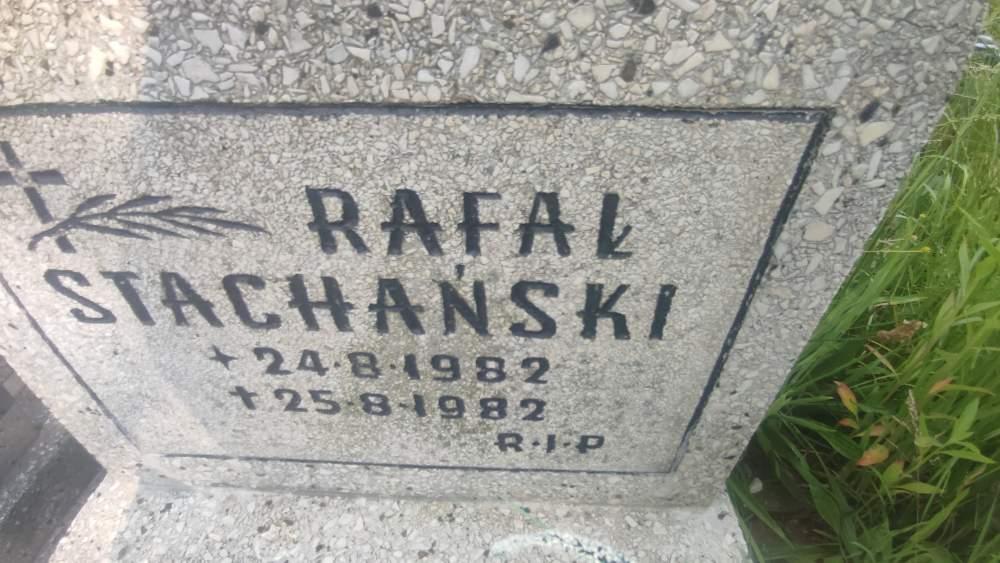 RAFAŁ
STACHAŃSKI
+ 24·8·1982
† 25·8·1982
R·I·P